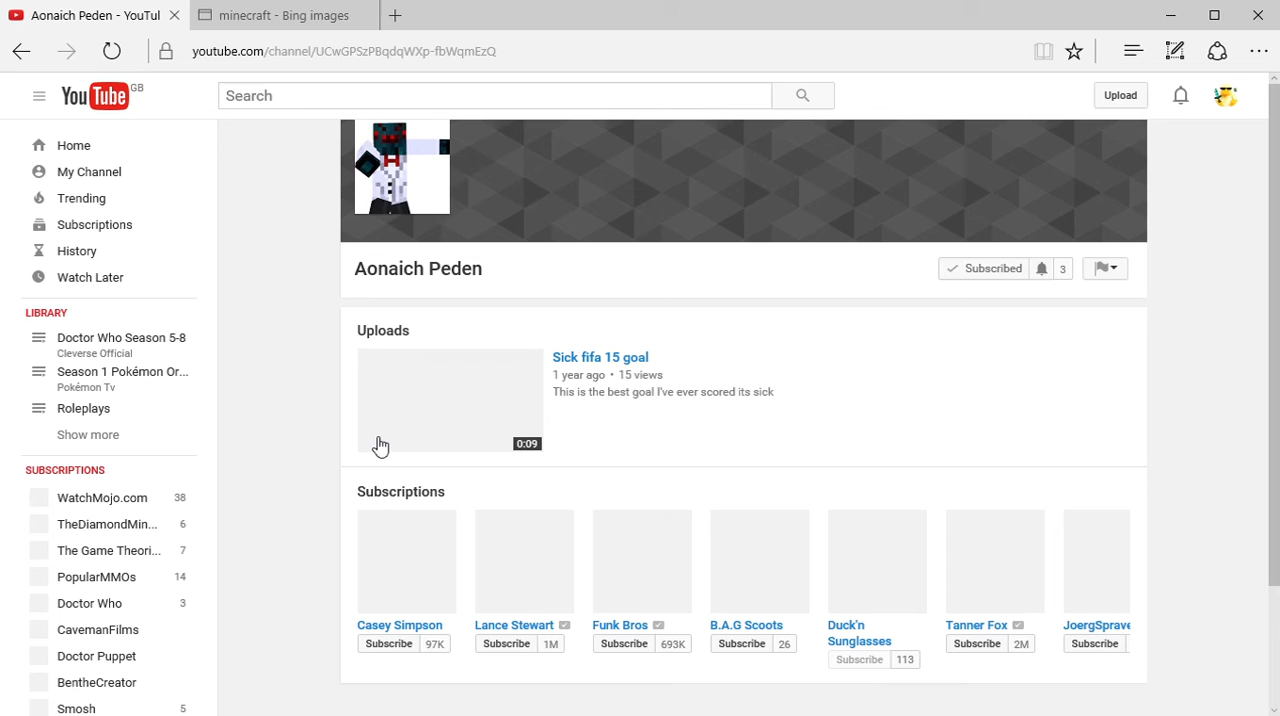 Aonaich Peden - YouTul
minecraft - Bing images
youtube.com/channel/UCwGPSzPBqdqWXp-fbWqmEzQ
YouTube GB
Search
Upload
Home
My Channel
Trending
Subscriptions
History
Watch Later
LIBRARY
Doctor Who Season 5-8
Cleverse Official
Season 1 Pokémon Or...
Pokémon Tv
Roleplays
Show more
SUBSCRIPTIONS
WatchMojo.com 38
TheDiamondMin... 6
The Game Theori... 7
PopularMMOs 14
Doctor Who 3
CavemanFilms
Doctor Puppet
BentheCreator
Smosh 5
Aonaich Peden
Subscribed 3
Uploads
Sick fifa 15 goal
1 year ago • 15 views
This is the best goal I've ever scored its sick
0:09
Subscriptions
Casey Simpson
Subscribe 97K
Lance Stewart
Subscribe 1M
Funk Bros
Subscribe 693K
B.A.G Scoots
Subscribe 26
Duck'n
Sunglasses
Subscribe 113
Tanner Fox
Subscribe 2M
JoergSprave
Subscribe